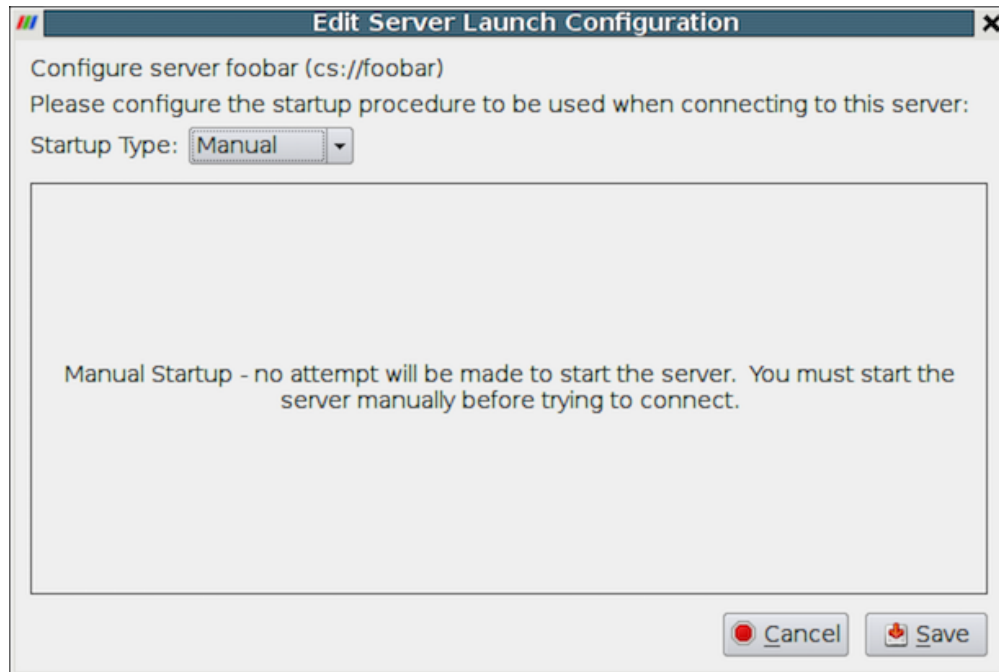 Edit Server Launch Configuration
Configure server foobar (cs://foobar)
Please configure the startup procedure to be used when connecting to this server:
Startup Type: Manual
Manual Startup - no attempt will be made to start the server.  You must start the
server manually before trying to connect.
Cancel Save